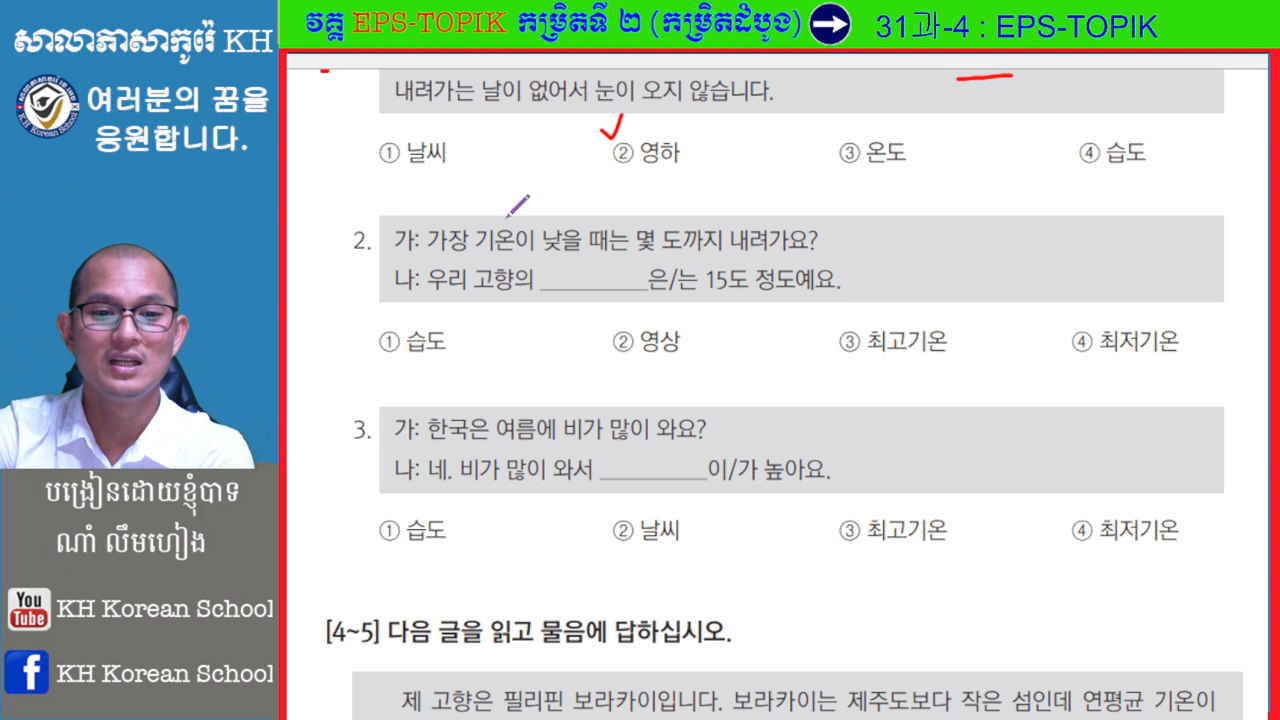 សាលាភាសាកូរ៉េ KH
여러분의 꿈을
응원합니다.
វគ្គ EPS-TOPIK កម្រិតទី ២ (កម្រិតដំបូង)
31과-4 : EPS-TOPIK
내려가는 날이 없어서 눈이 오지 않습니다.
① 날씨 ② 영하 ③ 온도 ④ 습도
2. 가: 가장 기온이 낮을 때는 몇 도까지 내려가요?
나: 우리 고향의 __________은/는 15도 정도예요.
① 습도 ② 영상 ③ 최고기온 ④ 최저기온
3. 가: 한국은 여름에 비가 많이 와요?
나: 네. 비가 많이 와서 __________이/가 높아요.
① 습도 ② 날씨 ③ 최고기온 ④ 최저기온
[4~5] 다음 글을 읽고 물음에 답하십시오.
제 고향은 필리핀 보라카이입니다. 보라카이는 제주도보다 작은 섬인데 연평균 기온이
បង្រៀនដោយខ្ញុំបាទ
ណាំ លឹមហៀង
You
Tube
KH Korean School
f KH Korean School